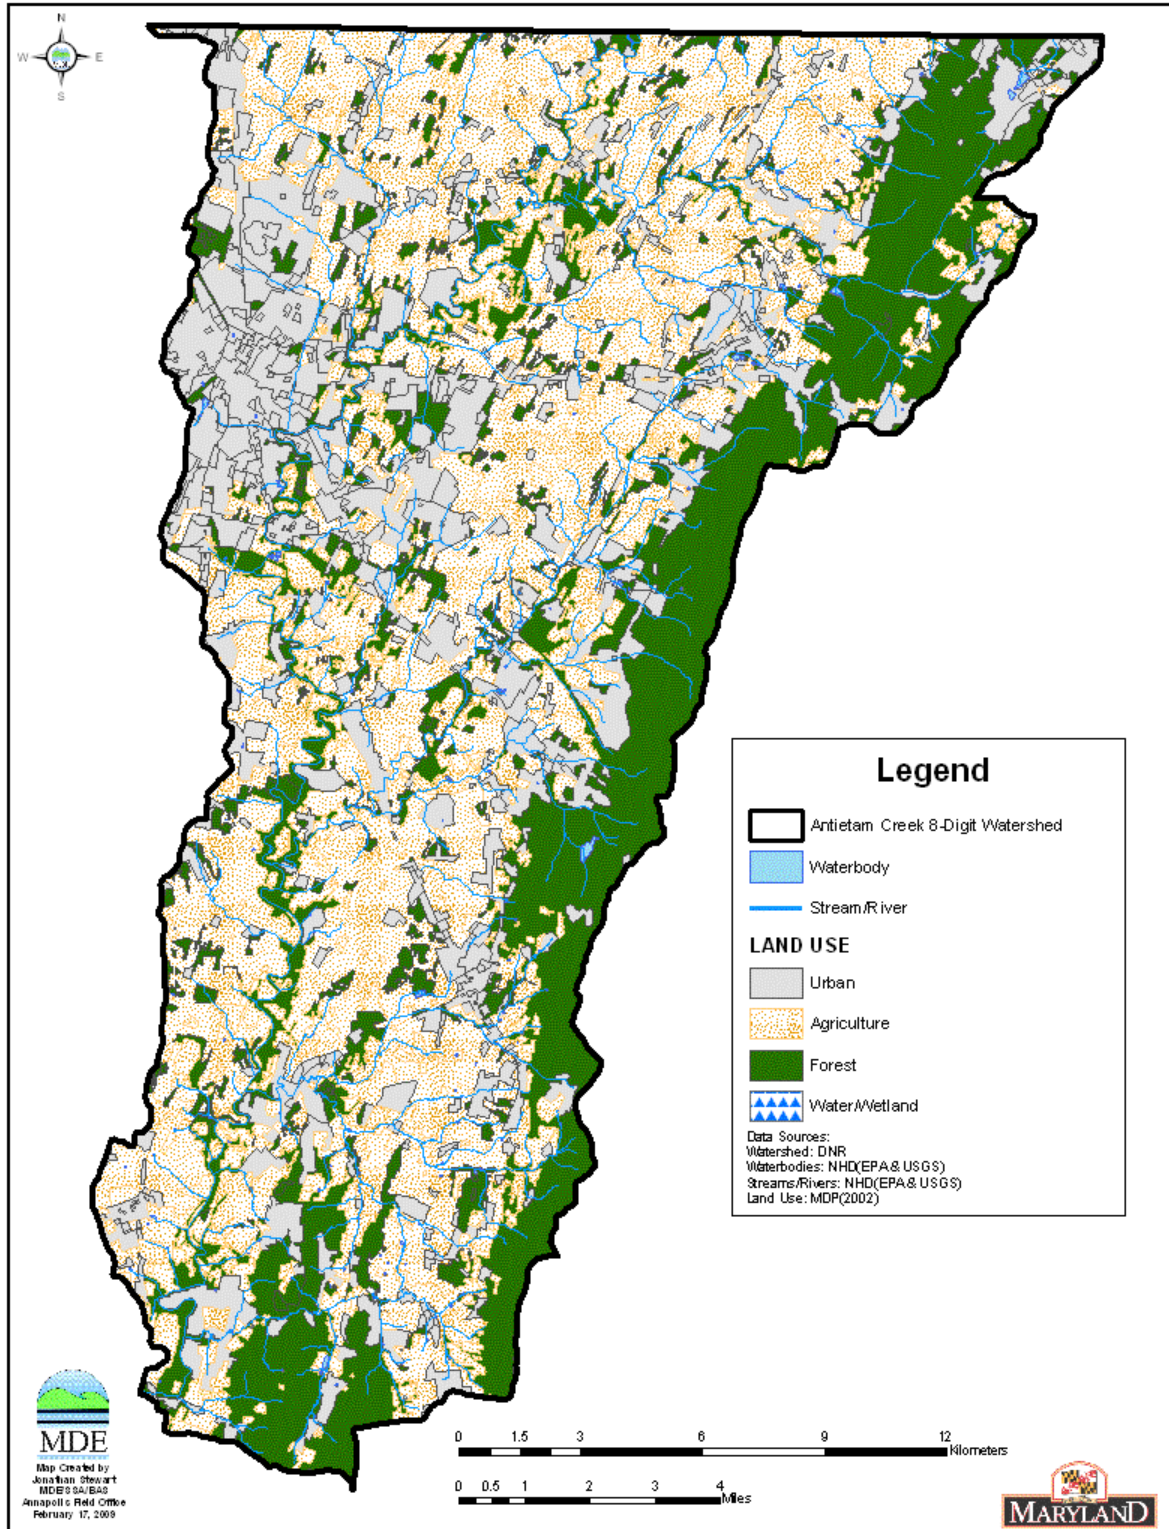 N
W E
S
Legend
Antietam Creek 8-Digit Watershed
Waterbody
Stream/River
LAND USE
Urban
Agriculture
Forest
Water/Wetland
Data Sources:
Watershed: DNR
Waterbodies: NHD(EPA & USGS)
Streams/Rivers: NHD(EPA & USGS)
Land Use: MDP(2002)
MDE
Map Created by
Jonathan Stewart
MDE/SSA/BAS
Annapolis Field Office
February 17, 2009
0 1.5 3 6 9 12
Kilometers
0 0.5 1 2 3 4
Miles
MARYLAND